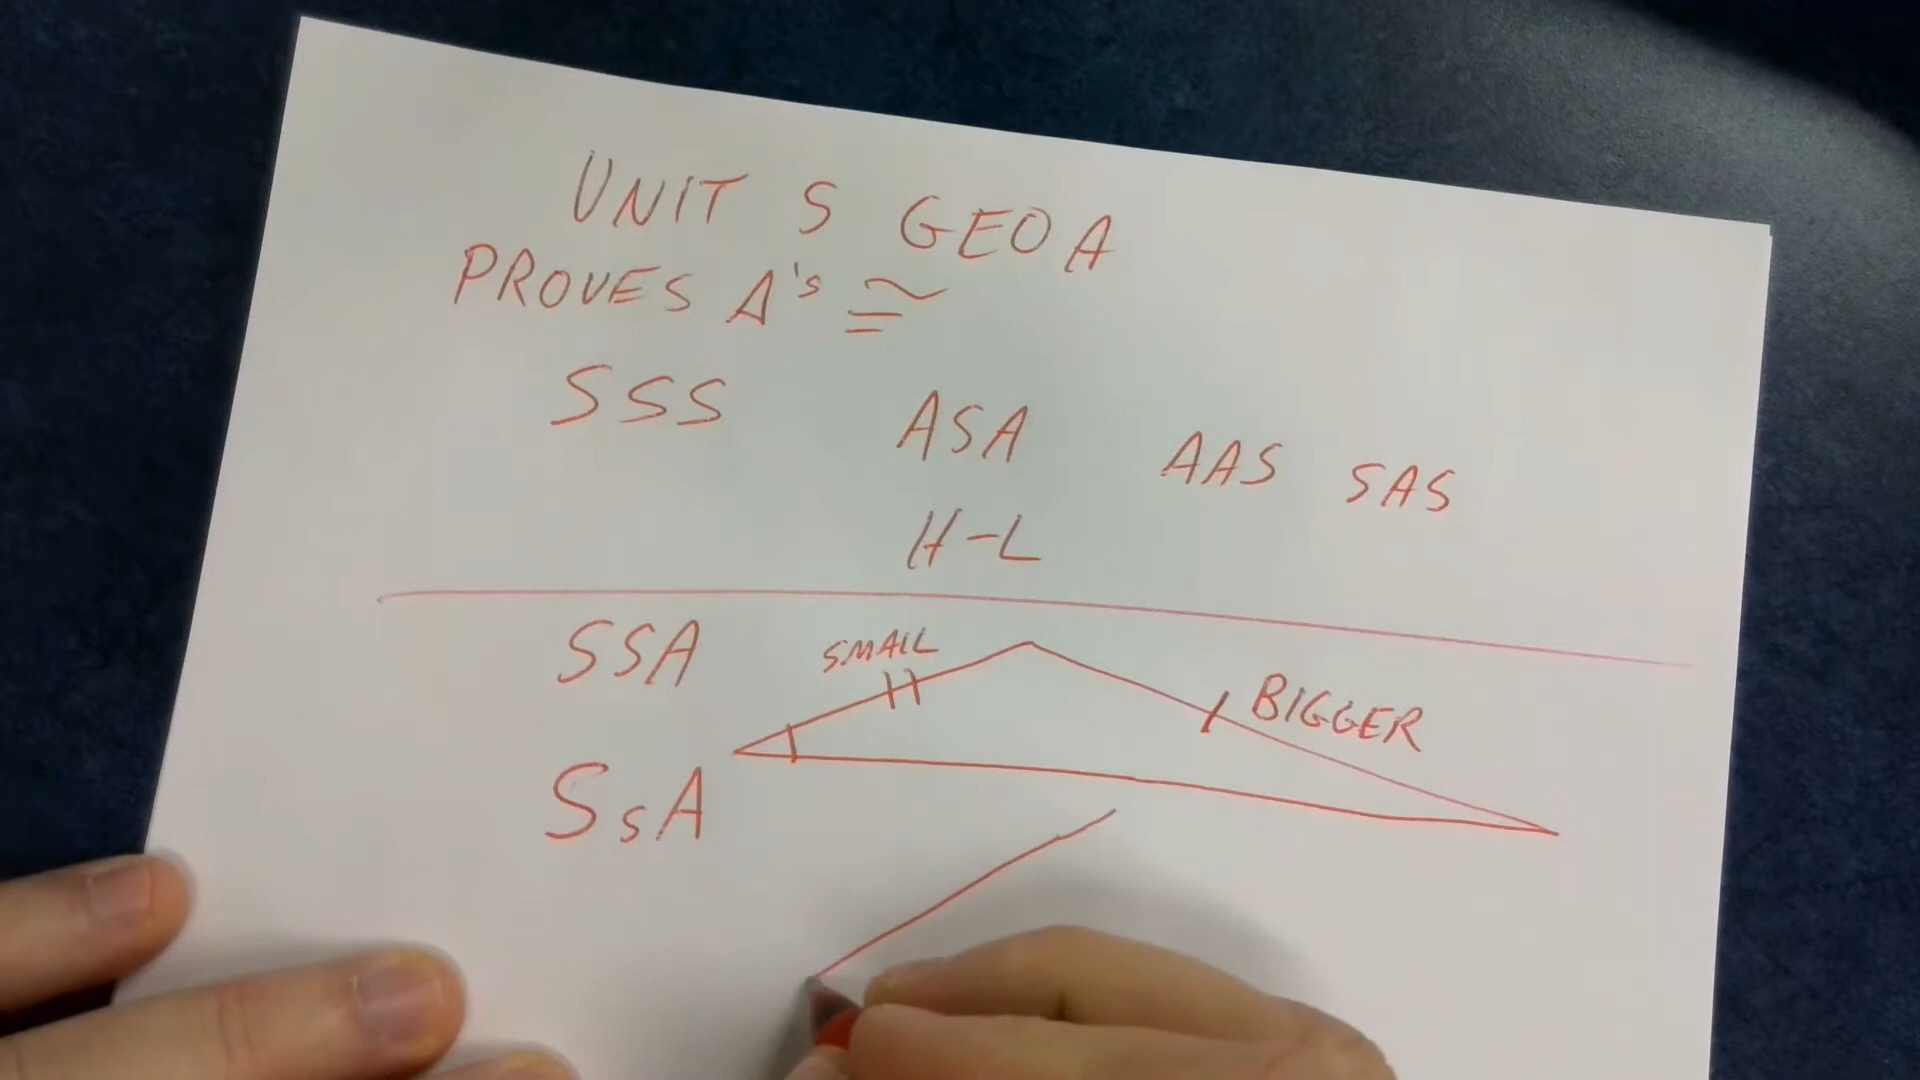 UNIT 5 GEO A
PROVES Δ's ≅
SSS ASA AAS SAS
H-L
SSA SMALL BIGGER
SsA